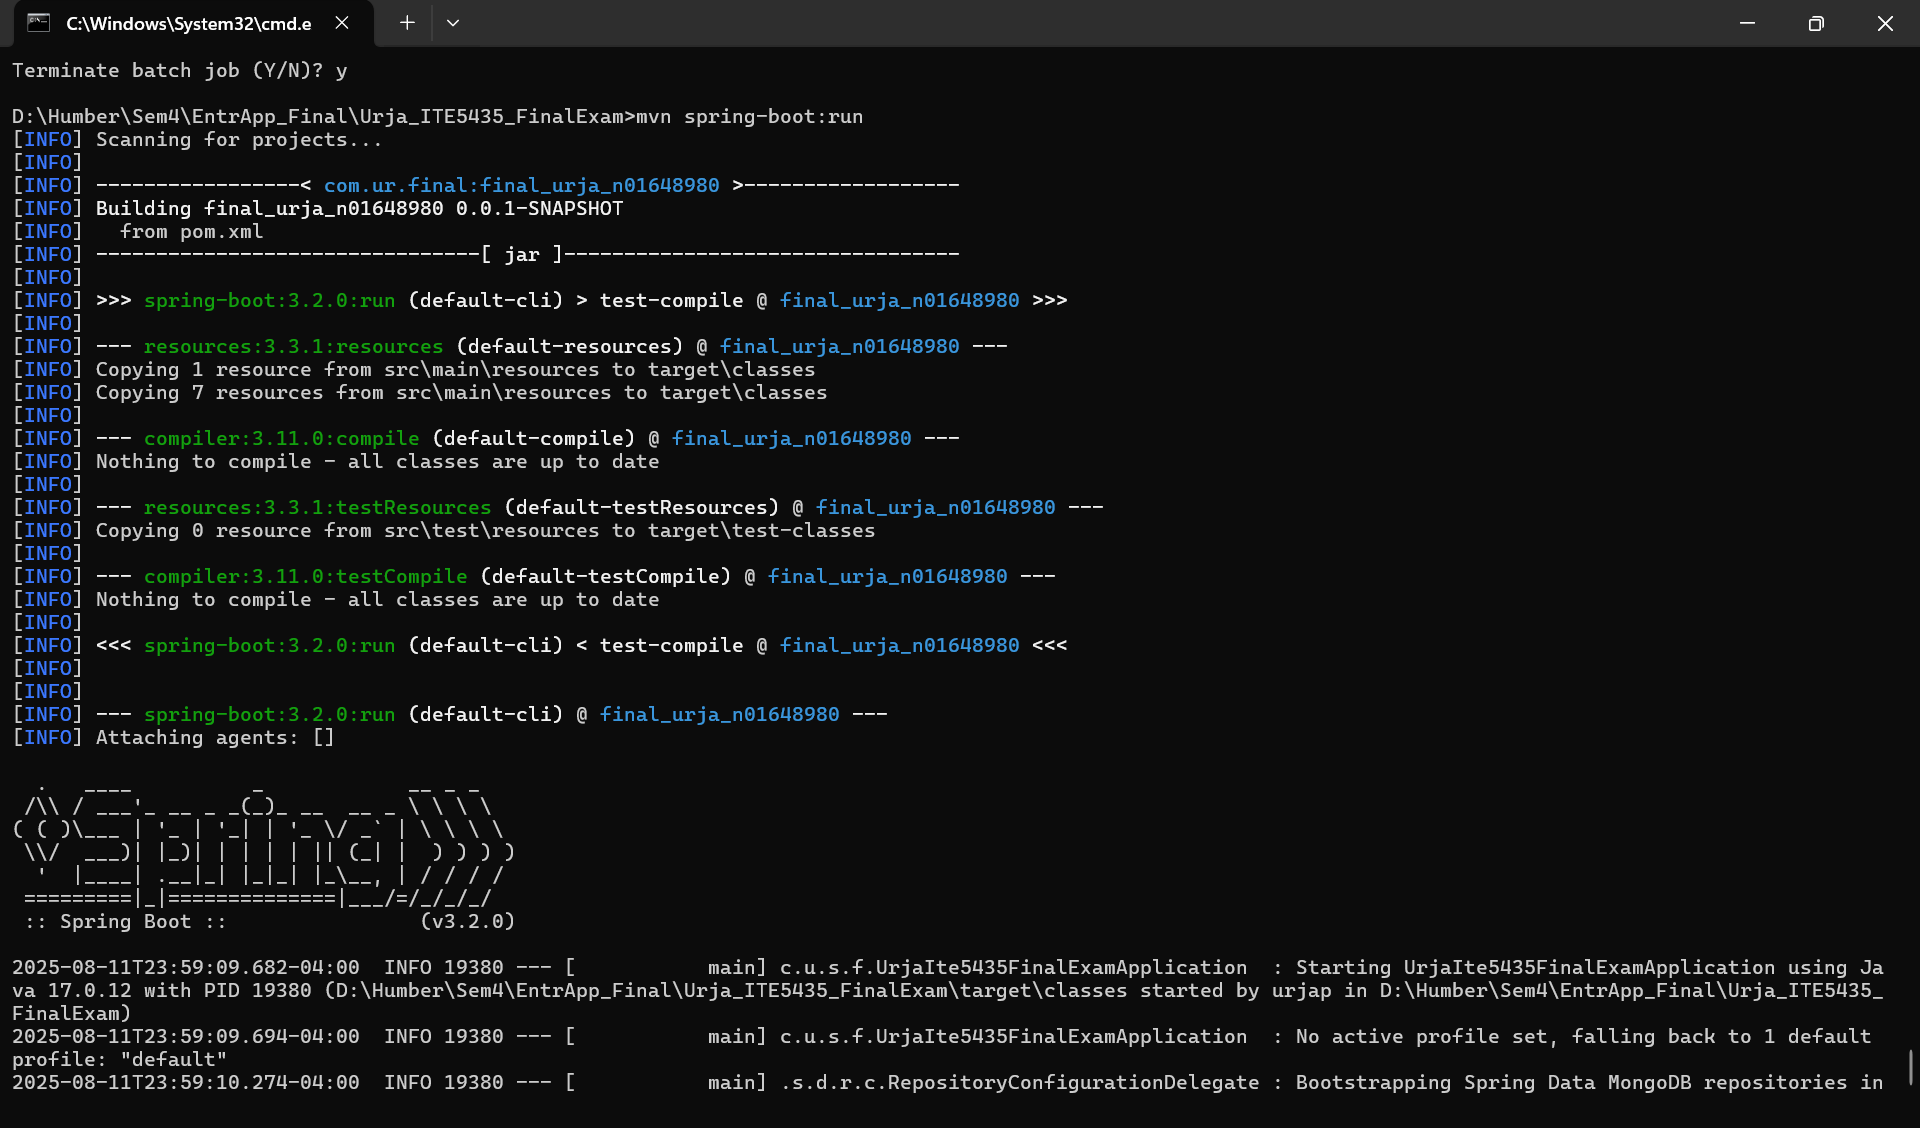 C:\Windows\System32\cmd.e
Terminate batch job (Y/N)? y
D:\Humber\Sem4\EntrApp_Final\Urja_ITE5435_FinalExam>mvn spring-boot:run
[INFO] Scanning for projects...
[INFO]
[INFO] -----------------< com.ur.final:final_urja_n01648980 >------------------
[INFO] Building final_urja_n01648980 0.0.1-SNAPSHOT
[INFO]   from pom.xml
[INFO] --------------------------------[ jar ]---------------------------------
[INFO]
[INFO] >>> spring-boot:3.2.0:run (default-cli) > test-compile @ final_urja_n01648980 >>>
[INFO]
[INFO] --- resources:3.3.1:resources (default-resources) @ final_urja_n01648980 ---
[INFO] Copying 1 resource from src\main\resources to target\classes
[INFO] Copying 7 resources from src\main\resources to target\classes
[INFO]
[INFO] --- compiler:3.11.0:compile (default-compile) @ final_urja_n01648980 ---
[INFO] Nothing to compile - all classes are up to date
[INFO]
[INFO] --- resources:3.3.1:testResources (default-testResources) @ final_urja_n01648980 ---
[INFO] Copying 0 resource from src\test\resources to target\test-classes
[INFO]
[INFO] --- compiler:3.11.0:testCompile (default-testCompile) @ final_urja_n01648980 ---
[INFO] Nothing to compile - all classes are up to date
[INFO]
[INFO] <<< spring-boot:3.2.0:run (default-cli) < test-compile @ final_urja_n01648980 <<<
[INFO]
[INFO]
[INFO] --- spring-boot:3.2.0:run (default-cli) @ final_urja_n01648980 ---
[INFO] Attaching agents: []
  .   ____          _            __ _ _
 /\\ / ___'_ __ _ _(_)_ __  __ _ \ \ \ \
( ( )\___ | '_ | '_| | '_ \/ _` | \ \ \ \
 \\/  ___)| |_)| | | | | || (_| |  ) ) ) )
  '  |____| .__|_| |_|_| |_\__, | / / / /
 =========|_|==============|___/=/_/_/_/
 :: Spring Boot ::                (v3.2.0)
2025-08-11T23:59:09.682-04:00  INFO 19380 --- [           main] c.u.s.f.UrjaIte5435FinalExamApplication  : Starting UrjaIte5435FinalExamApplication using Ja
va 17.0.12 with PID 19380 (D:\Humber\Sem4\EntrApp_Final\Urja_ITE5435_FinalExam\target\classes started by urjap in D:\Humber\Sem4\EntrApp_Final\Urja_ITE5435_
FinalExam)
2025-08-11T23:59:09.694-04:00  INFO 19380 --- [           main] c.u.s.f.UrjaIte5435FinalExamApplication  : No active profile set, falling back to 1 default
profile: "default"
2025-08-11T23:59:10.274-04:00  INFO 19380 --- [           main] .s.d.r.c.RepositoryConfigurationDelegate : Bootstrapping Spring Data MongoDB repositories in